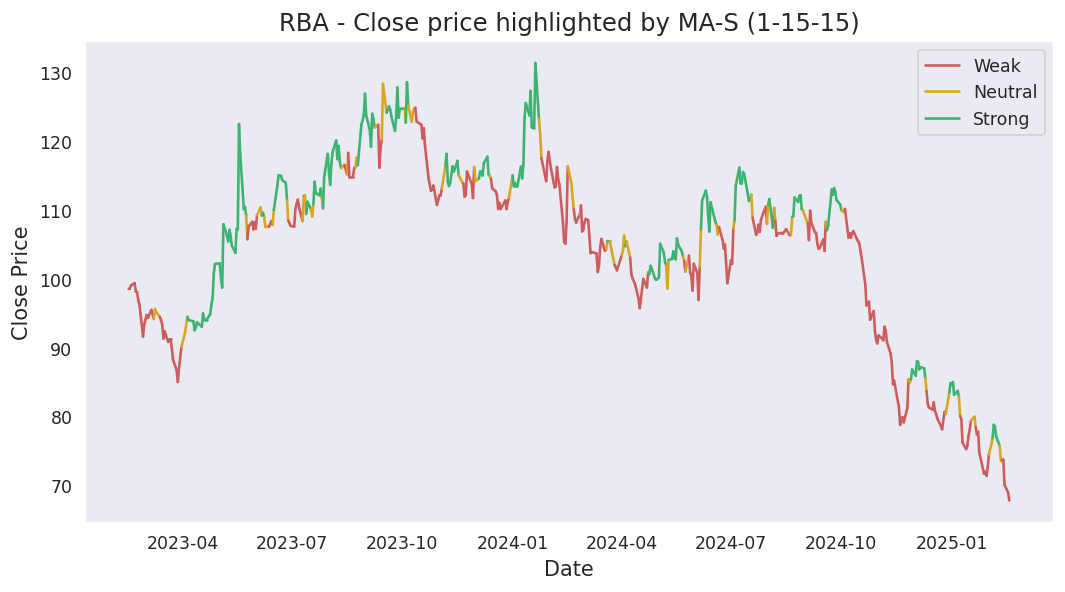 RBA - Close price highlighted by MA-S (1-15-15)
Weak
Neutral
Strong
Close Price
130
120
110
100
90
80
70
2023-04 2023-07 2023-10 2024-01 2024-04 2024-07 2024-10 2025-01
Date